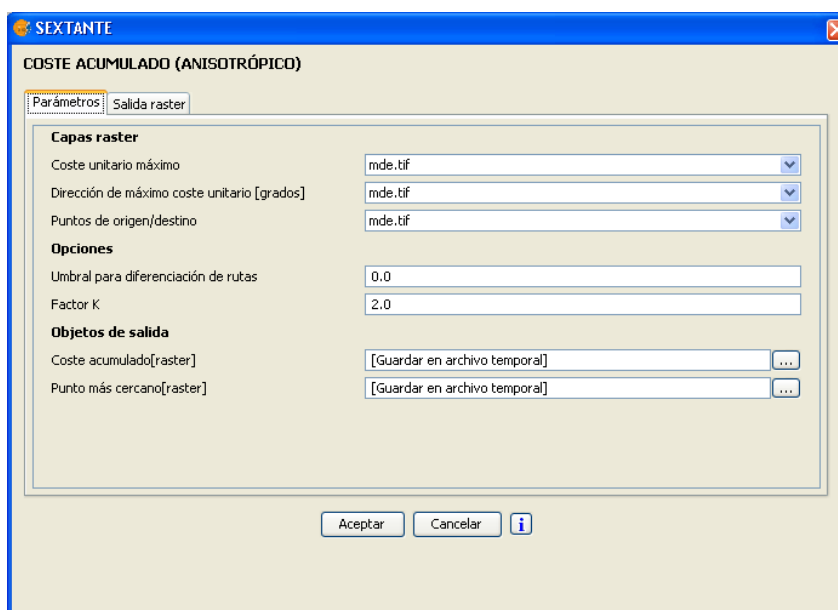 SEXTANTE
COSTE ACUMULADO (ANISOTRÓPICO)
Parámetros Salida raster
Capas raster
Coste unitario máximo mde.tif
Dirección de máximo coste unitario [grados] mde.tif
Puntos de origen/destino mde.tif
Opciones
Umbral para diferenciación de rutas 0.0
Factor K 2.0
Objetos de salida
Coste acumulado[raster] [Guardar en archivo temporal] ...
Punto más cercano[raster] [Guardar en archivo temporal] ...
Aceptar Cancelar i